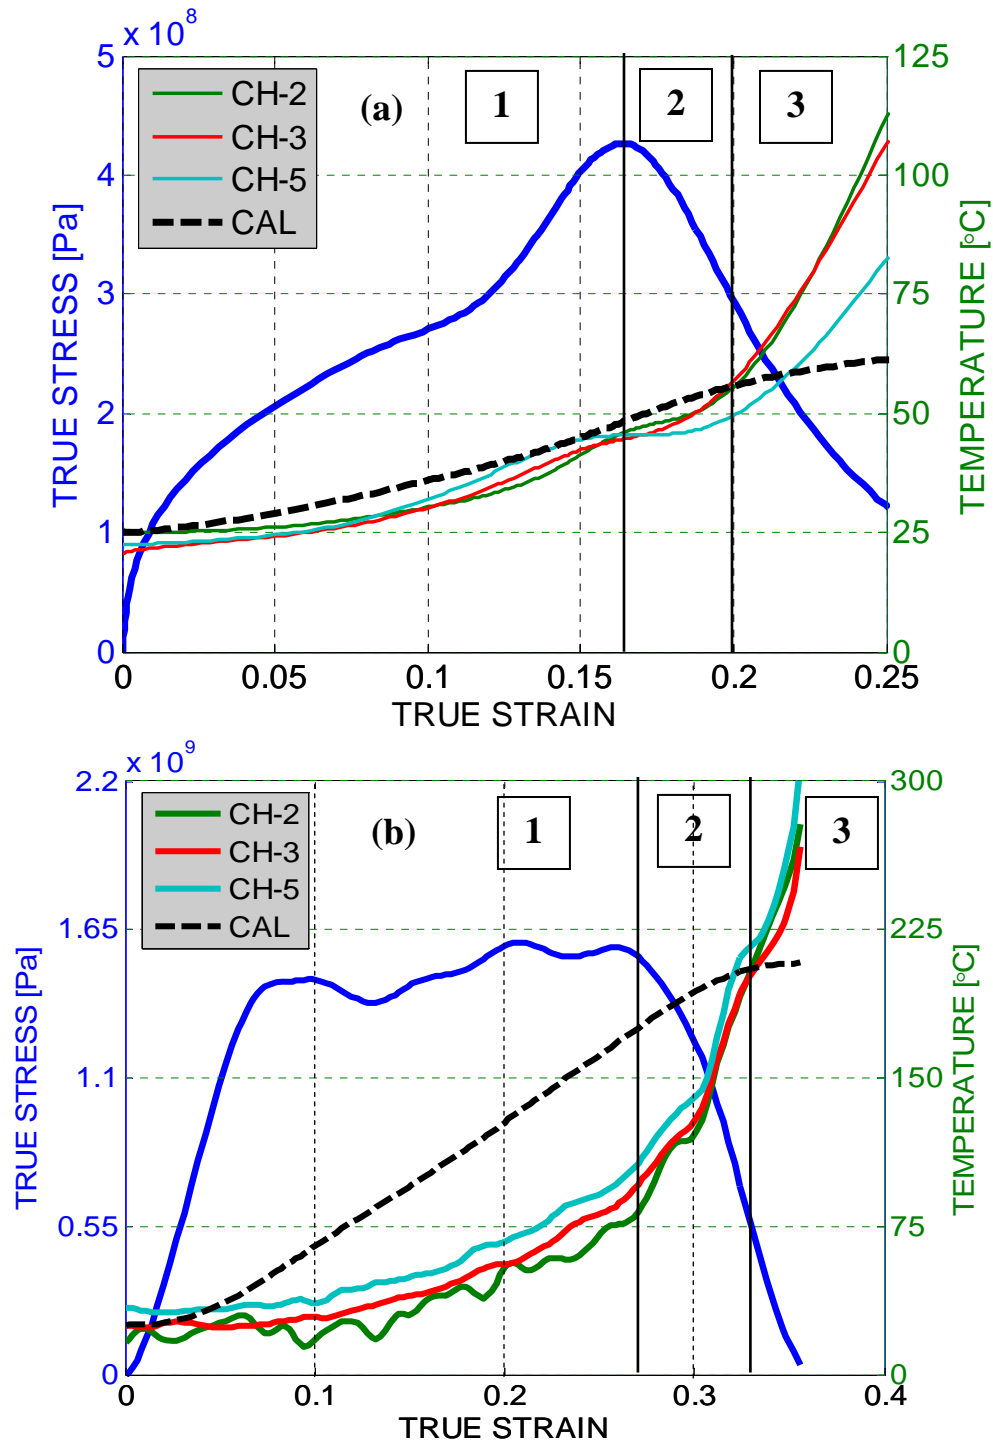 x 10^8
5
4
3
2
1
0
TRUE STRESS [Pa]
CH-2
CH-3
CH-5
CAL
(a)
1
2
3
125
100
75
50
25
0
TEMPERATURE [°C]
0
0.05
0.1
0.15
0.2
0.25
TRUE STRAIN
x 10^9
2.2
1.65
1.1
0.55
0
TRUE STRESS [Pa]
CH-2
CH-3
CH-5
CAL
(b)
1
2
3
300
225
150
75
0
TEMPERATURE [°C]
0
0.1
0.2
0.3
0.4
TRUE STRAIN